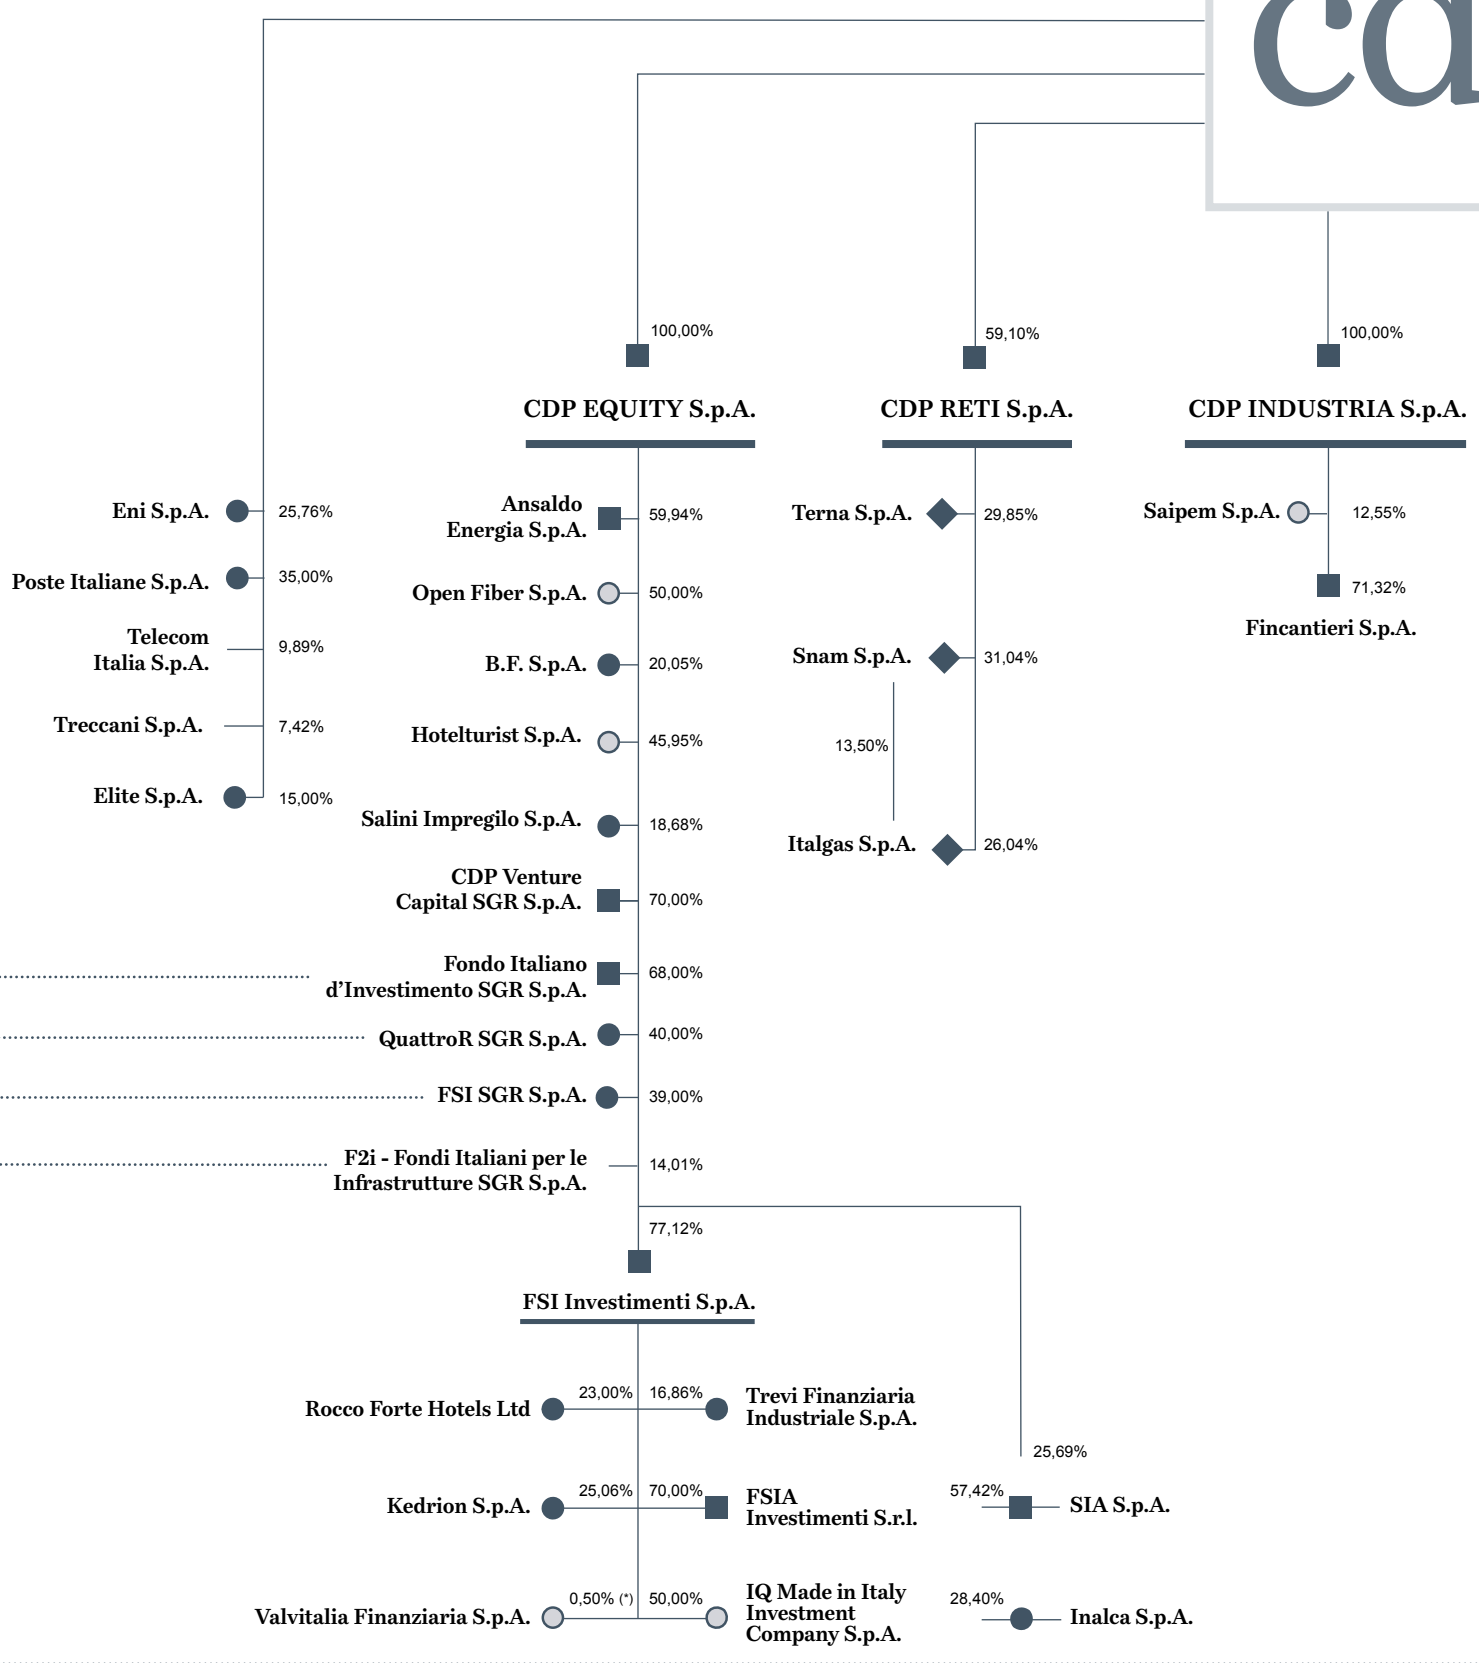 cd
100,00%
59,10%
100,00%
CDP EQUITY S.p.A.
CDP RETI S.p.A.
CDP INDUSTRIA S.p.A.
Eni S.p.A.
25,76%
Poste Italiane S.p.A.
35,00%
Telecom
Italia S.p.A.
9,89%
Treccani S.p.A.
7,42%
Elite S.p.A.
15,00%
Ansaldo
Energia S.p.A.
59,94%
Open Fiber S.p.A.
50,00%
B.F. S.p.A.
20,05%
Hotelturist S.p.A.
45,95%
Salini Impregilo S.p.A.
18,68%
CDP Venture
Capital SGR S.p.A.
70,00%
Fondo Italiano
d’Investimento SGR S.p.A.
68,00%
QuattroR SGR S.p.A.
40,00%
FSI SGR S.p.A.
39,00%
F2i - Fondi Italiani per le
Infrastrutture SGR S.p.A.
14,01%
Terna S.p.A.
29,85%
Snam S.p.A.
31,04%
13,50%
Italgas S.p.A.
26,04%
Saipem S.p.A.
12,55%
71,32%
Fincantieri S.p.A.
77,12%
FSI Investimenti S.p.A.
Rocco Forte Hotels Ltd
23,00%
16,86%
Trevi Finanziaria
Industriale S.p.A.
25,69%
Kedrion S.p.A.
25,06%
70,00%
FSIA
Investimenti S.r.l.
57,42%
SIA S.p.A.
Valvitalia Finanziaria S.p.A.
0,50% (*)
50,00%
IQ Made in Italy
Investment
Company S.p.A.
28,40%
Inalca S.p.A.